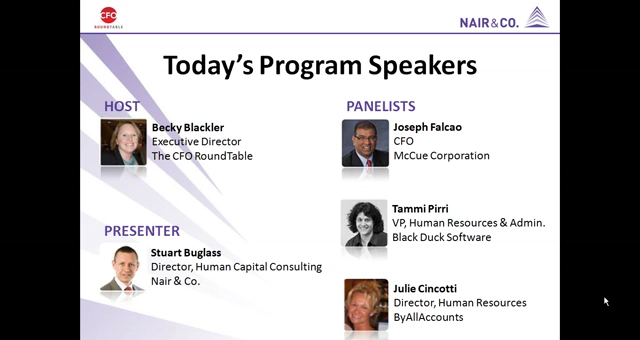 CFO
ROUNDTABLE
NAIR & CO.
Today's Program Speakers
HOST
Becky Blackler
Executive Director
The CFO RoundTable
PRESENTER
Stuart Buglass
Director, Human Capital Consulting
Nair & Co.
PANELISTS
Joseph Falcao
CFO
McCue Corporation
Tammi Pirri
VP, Human Resources & Admin.
Black Duck Software
Julie Cincotti
Director, Human Resources
ByAllAccounts